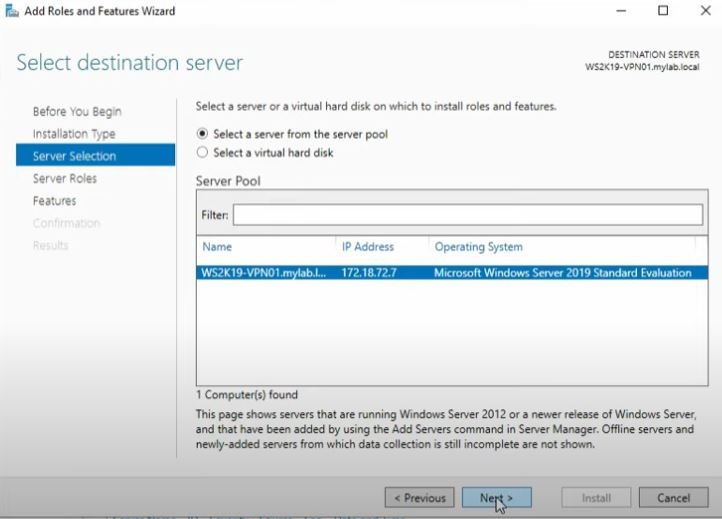 Add Roles and Features Wizard
Select destination server
DESTINATION SERVER
WS2K19-VPN01.mylab.local
Before You Begin
Installation Type
Server Selection
Server Roles
Features
Confirmation
Results
Select a server or a virtual hard disk on which to install roles and features.
Select a server from the server pool
Select a virtual hard disk
Server Pool
Filter:
Name IP Address Operating System
WS2K19-VPN01.mylab.l... 172.18.72.7 Microsoft Windows Server 2019 Standard Evaluation
1 Computer(s) found
This page shows servers that are running Windows Server 2012 or a newer release of Windows Server,
and that have been added by using the Add Servers command in Server Manager. Offline servers and
newly-added servers from which data collection is still incomplete are not shown.
< Previous Next > Install Cancel